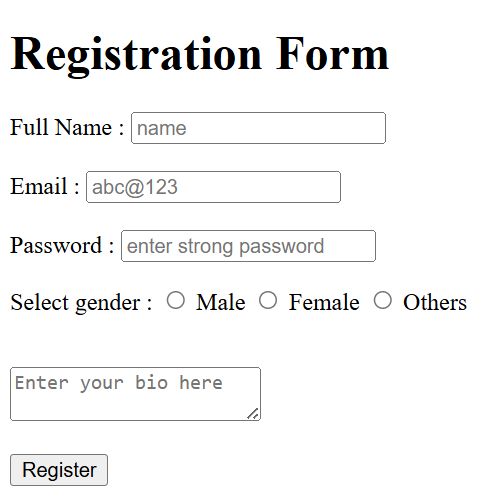 Registration Form
Full Name : name
Email : abc@123
Password : enter strong password
Select gender : Male Female Others
Enter your bio here
Register